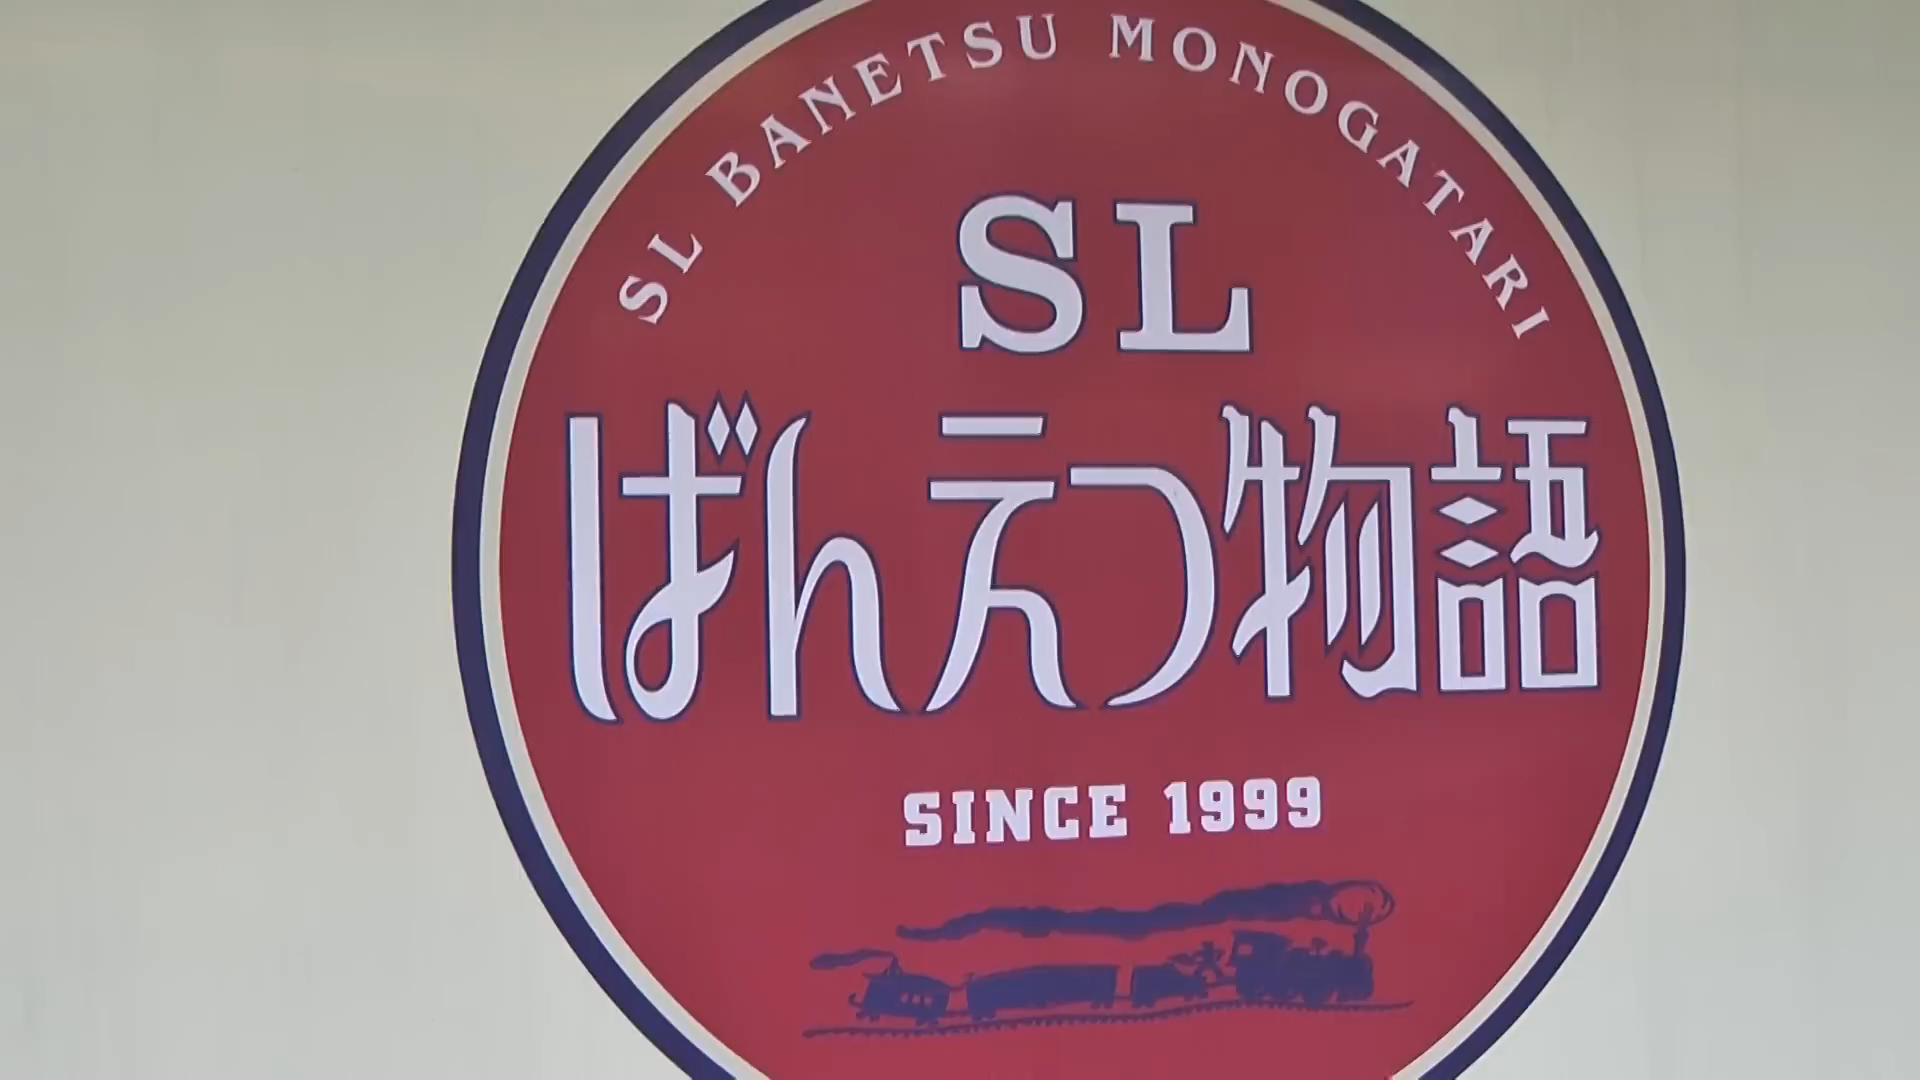 SL BANETSU MONOGATARI
SL
ばんえつ物語
SINCE 1999